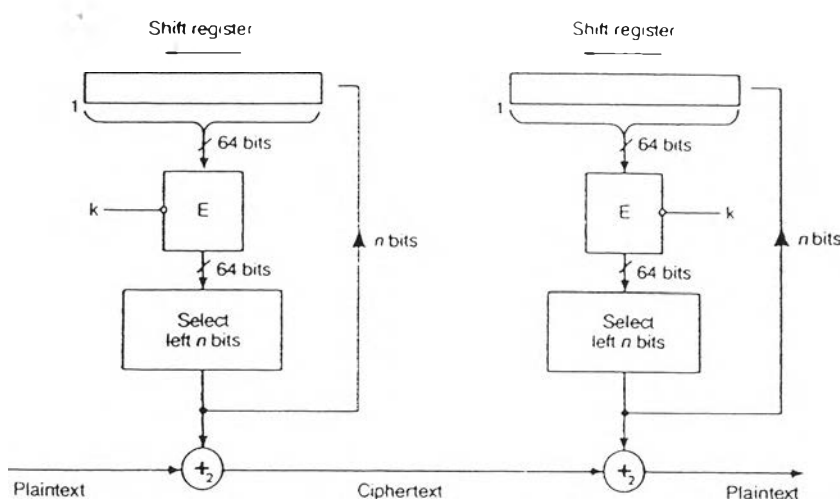 Shift register
Shift register
1
1
64 bits
64 bits
k
E
E
k
n bits
n bits
64 bits
64 bits
Select
left n bits
Select
left n bits
+2
+2
Plaintext
Ciphertext
Plaintext